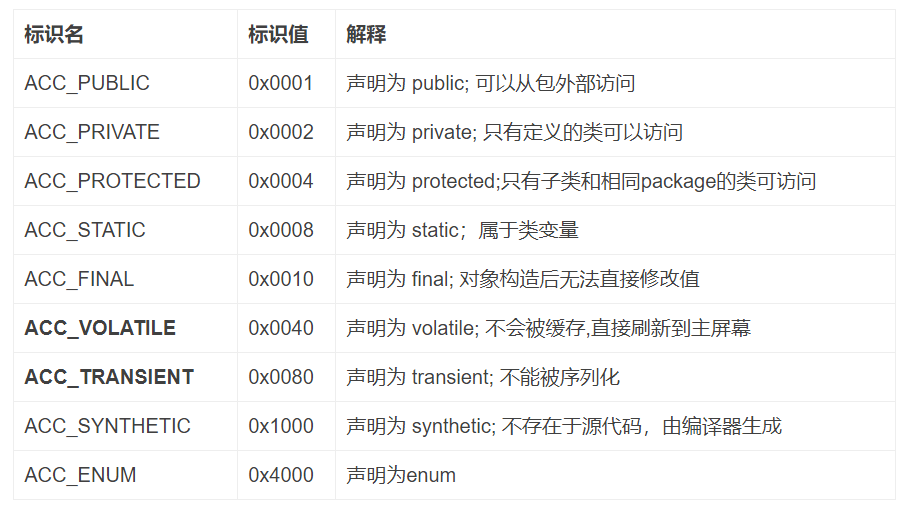 标识名 标识值 解释
ACC_PUBLIC 0x0001 声明为 public; 可以从包外部访问
ACC_PRIVATE 0x0002 声明为 private; 只有定义的类可以访问
ACC_PROTECTED 0x0004 声明为 protected;只有子类和相同package的类可访问
ACC_STATIC 0x0008 声明为 static；属于类变量
ACC_FINAL 0x0010 声明为 final; 对象构造后无法直接修改值
ACC_VOLATILE 0x0040 声明为 volatile; 不会被缓存,直接刷新到主屏幕
ACC_TRANSIENT 0x0080 声明为 transient; 不能被序列化
ACC_SYNTHETIC 0x1000 声明为 synthetic; 不存在于源代码，由编译器生成
ACC_ENUM 0x4000 声明为enum